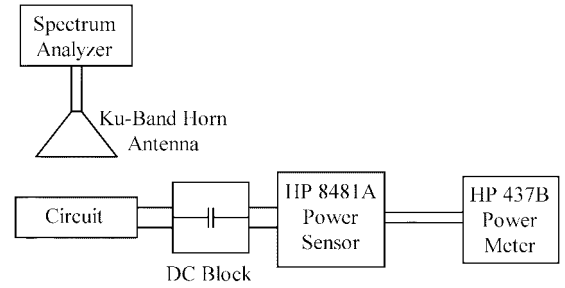 Spectrum
Analyzer
Ku-Band Horn
Antenna
Circuit
DC Block
HP 8481A
Power
Sensor
HP 437B
Power
Meter